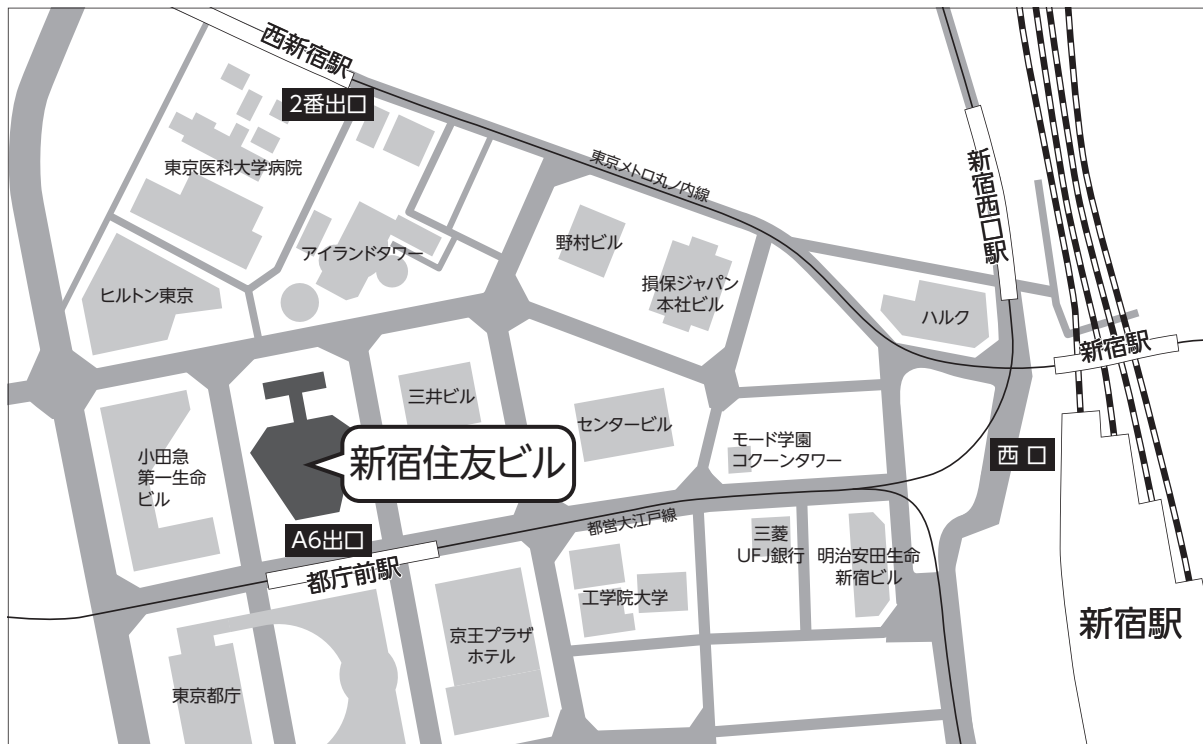 西新宿駅
2番出口
東京医科大学病院
東京メトロ丸ノ内線
新宿西口駅
アイランドタワー
野村ビル
損保ジャパン
本社ビル
ヒルトン東京
ハルク
新宿駅
三井ビル
センタービル
モード学園
コクーンタワー
西 口
小田急
第一生命
ビル
新宿住友ビル
A6出口
都営大江戸線
都庁前駅
三菱
UFJ銀行
明治安田生命
新宿ビル
工学院大学
新宿駅
京王プラザ
ホテル
東京都庁